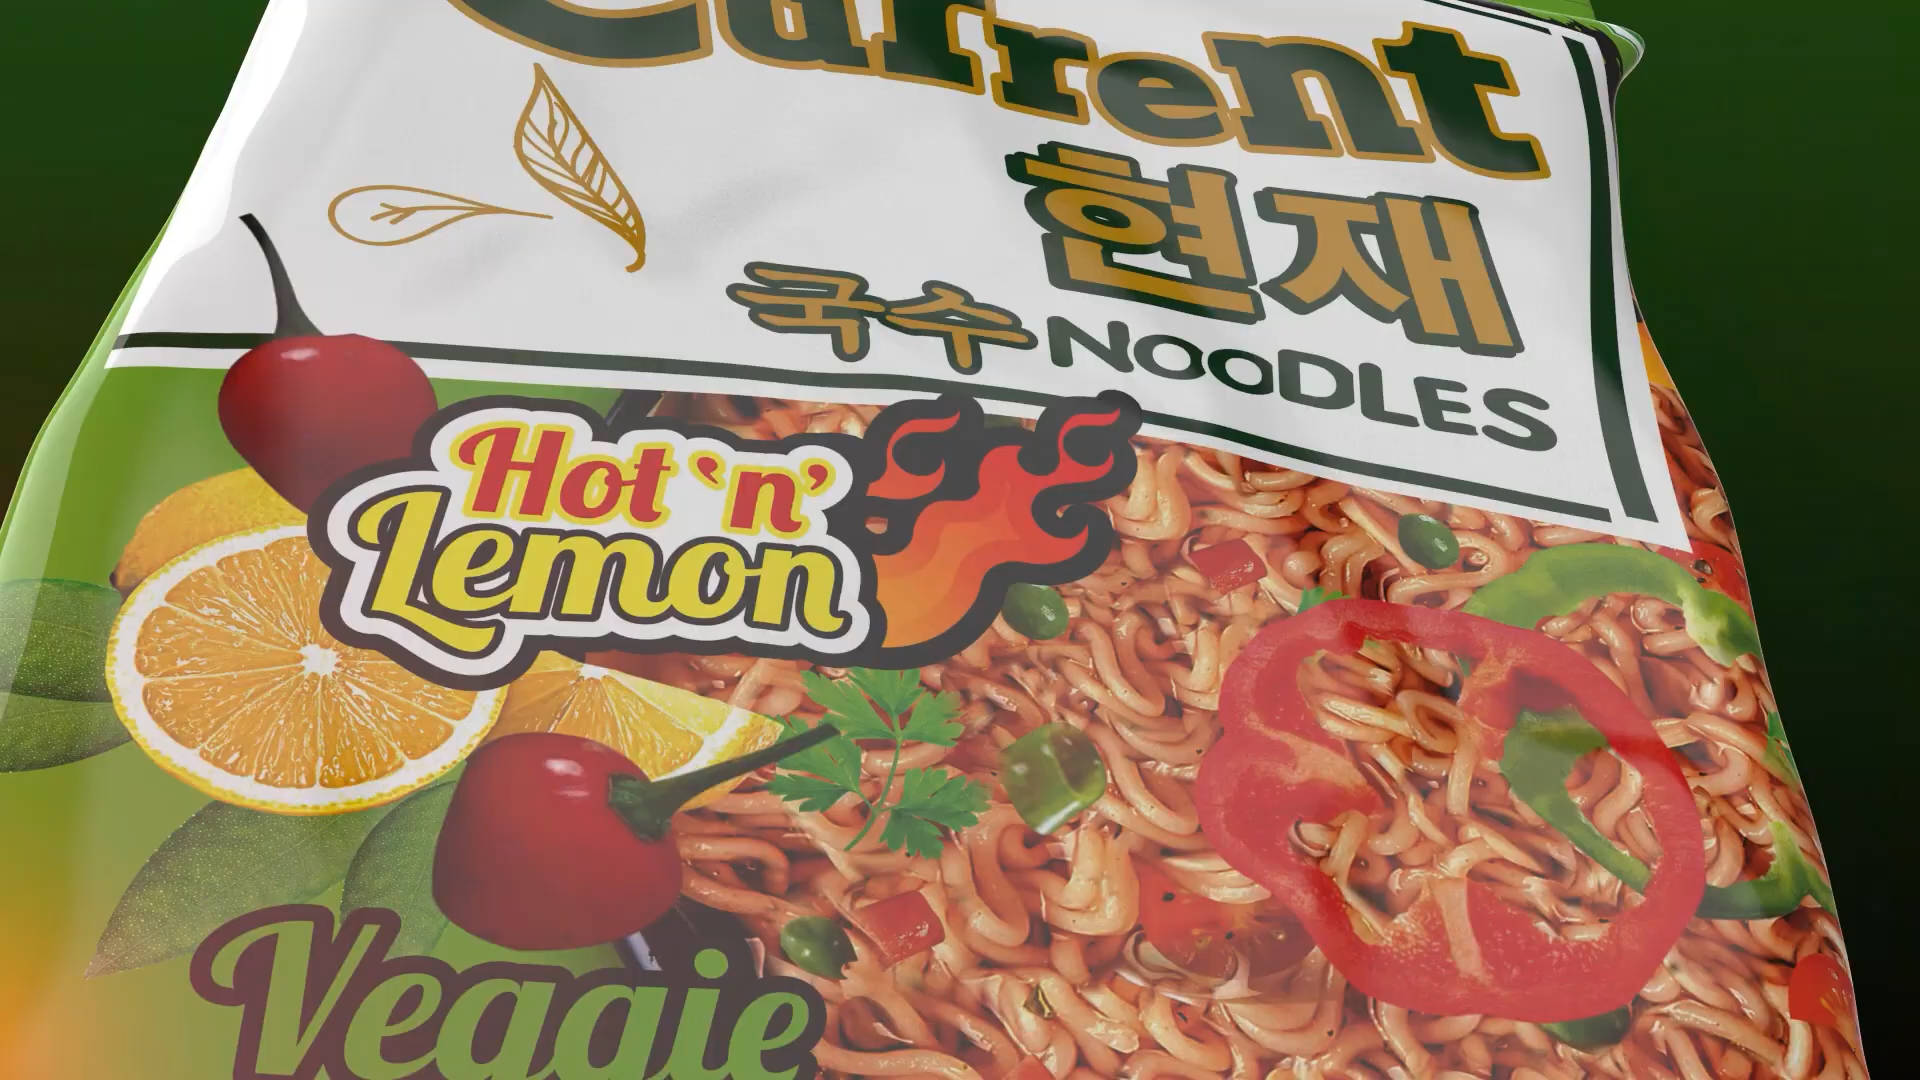 Current
현재
국수 NOODLES
Hot 'n'
Lemon
Veggie